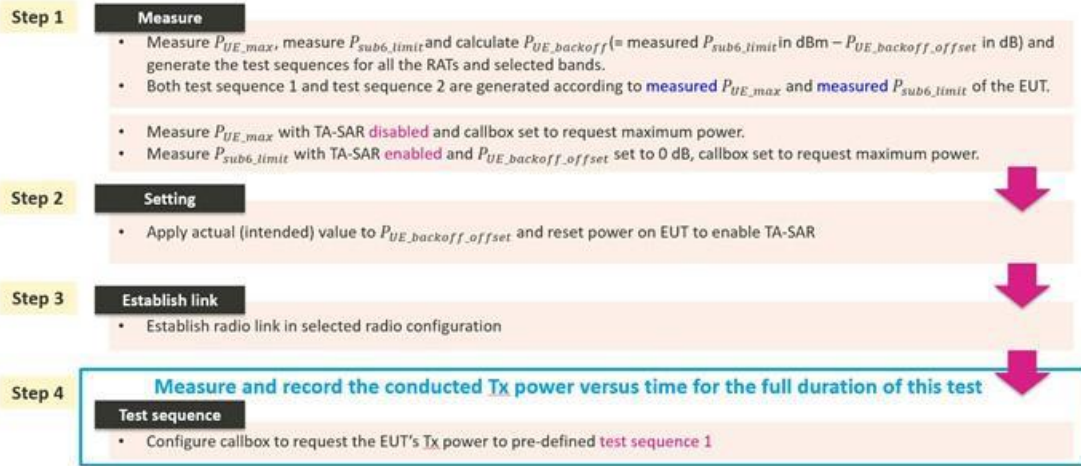 Step 1
Measure
• Measure P_UE_max, measure P_sub6_limit and calculate P_UE_backoff (= measured P_sub6_limit in dBm – P_UE_backoff_offset in dB) and
generate the test sequences for all the RATs and selected bands.
• Both test sequence 1 and test sequence 2 are generated according to measured P_UE_max and measured P_sub6_limit of the EUT.
• Measure P_UE_max with TA-SAR disabled and callbox set to request maximum power.
• Measure P_sub6_limit with TA-SAR enabled and P_UE_backoff_offset set to 0 dB, callbox set to request maximum power.
Step 2
Setting
• Apply actual (intended) value to P_UE_backoff_offset and reset power on EUT to enable TA-SAR
Step 3
Establish link
• Establish radio link in selected radio configuration
Step 4
Measure and record the conducted Tx power versus time for the full duration of this test
Test sequence
• Configure callbox to request the EUT's Tx power to pre-defined test sequence 1